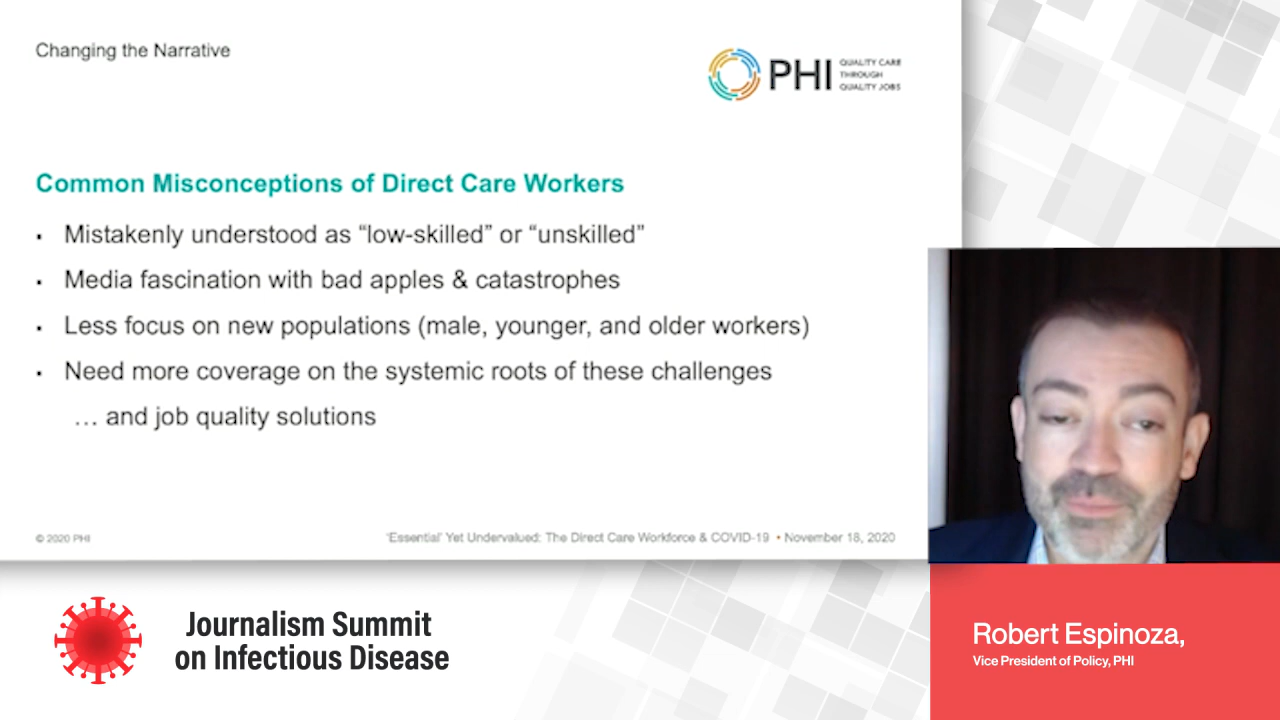 Changing the Narrative
PHI
QUALITY CARE
THROUGH
QUALITY JOBS
Common Misconceptions of Direct Care Workers
▪ Mistakenly understood as “low-skilled” or “unskilled”
▪ Media fascination with bad apples & catastrophes
▪ Less focus on new populations (male, younger, and older workers)
▪ Need more coverage on the systemic roots of these challenges
… and job quality solutions
© 2020 PHI
‘Essential’ Yet Undervalued: The Direct Care Workforce & COVID-19 • November 18, 2020
Journalism Summit
on Infectious Disease
Robert Espinoza,
Vice President of Policy, PHI